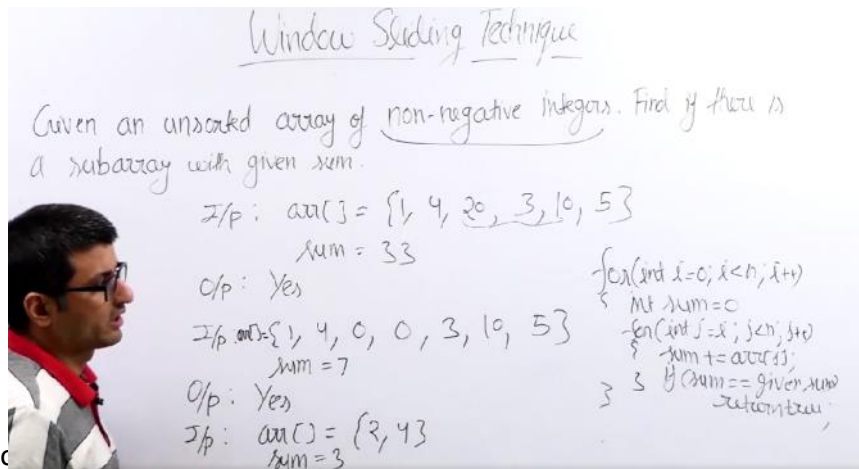 Window Sliding Technique
Given an unsorted array of non-negative integers. Find if there is
a subarray with given sum.
I/p : arr[] = {1, 4, 20, 3, 10, 5}
sum = 33
O/p : Yes
I/p arr[]={1, 4, 0, 0, 3, 10, 5}
sum = 7
O/p : Yes
I/p : arr[] = {2, 4}
sum = 3
for(int i=0; i<n; i++)
{ int sum=0
for(int j=i; j<n; j++)
{ sum += arr[j];
} if (sum == given sum)
return true;
}